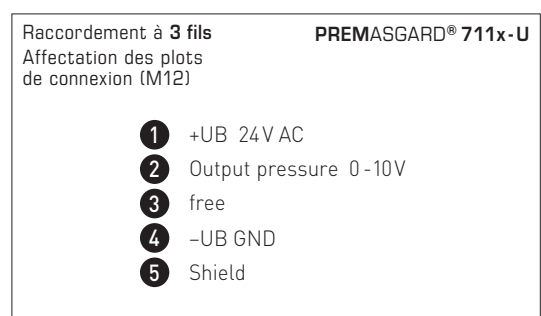 Raccordement à 3 fils
PREMASGARD® 711x-U
Affectation des plots
de connexion (M12)
1 +UB 24V AC
2 Output pressure 0-10V
3 free
4 –UB GND
5 Shield